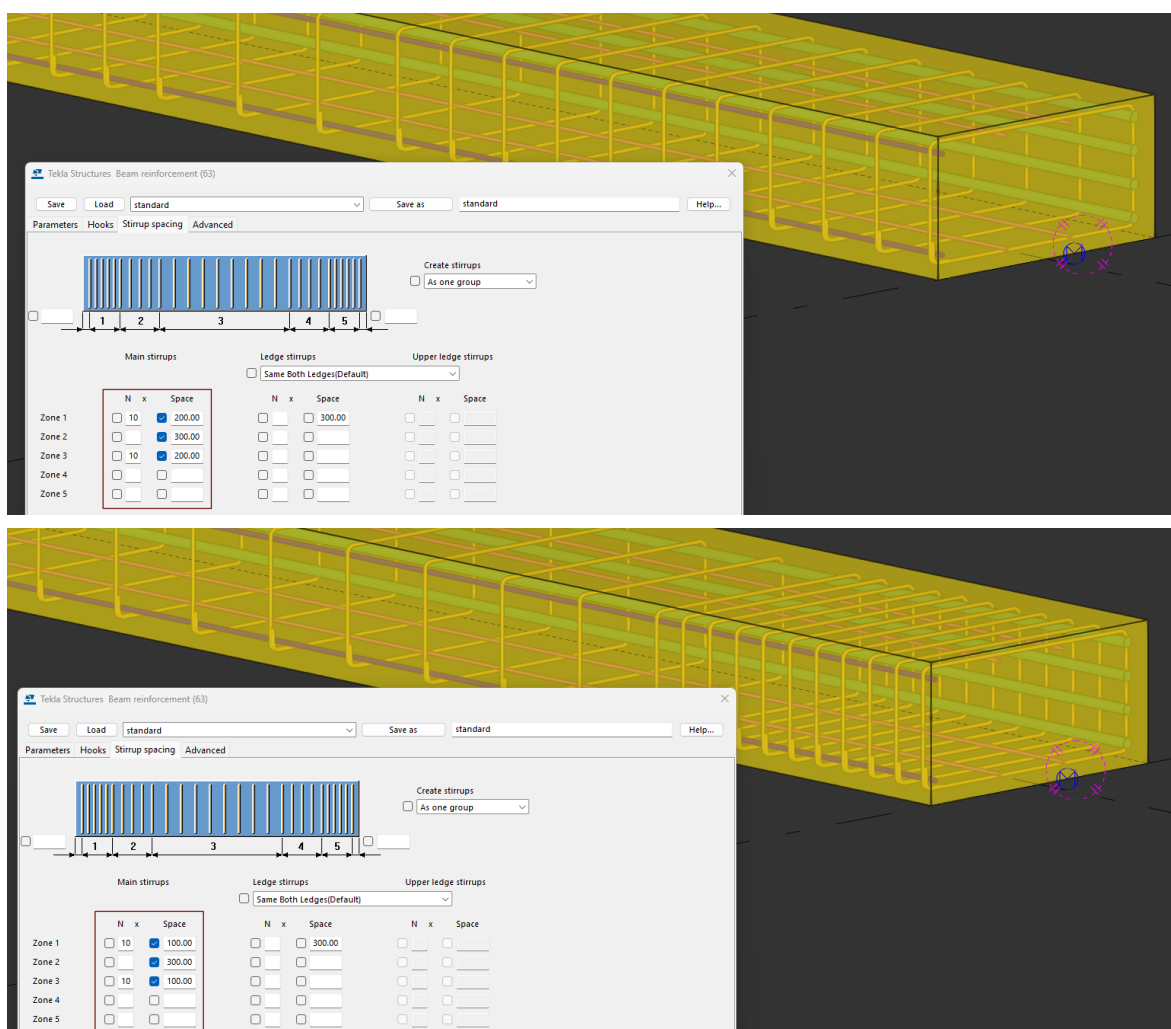 Tekla Structures Beam reinforcement (63)
Save Load standard Save as standard Help...
Parameters Hooks Stirrup spacing Advanced
Create stirrups
As one group
1 2 3 4 5
Main stirrups Ledge stirrups Upper ledge stirrups
Same Both Ledges(Default)
N x Space N x Space N x Space
Zone 1 10 200.00 300.00
Zone 2 300.00
Zone 3 10 200.00
Zone 4
Zone 5
Tekla Structures Beam reinforcement (63)
Save Load standard Save as standard Help...
Parameters Hooks Stirrup spacing Advanced
Create stirrups
As one group
1 2 3 4 5
Main stirrups Ledge stirrups Upper ledge stirrups
Same Both Ledges(Default)
N x Space N x Space N x Space
Zone 1 10 100.00 300.00
Zone 2 300.00
Zone 3 10 100.00
Zone 4
Zone 5